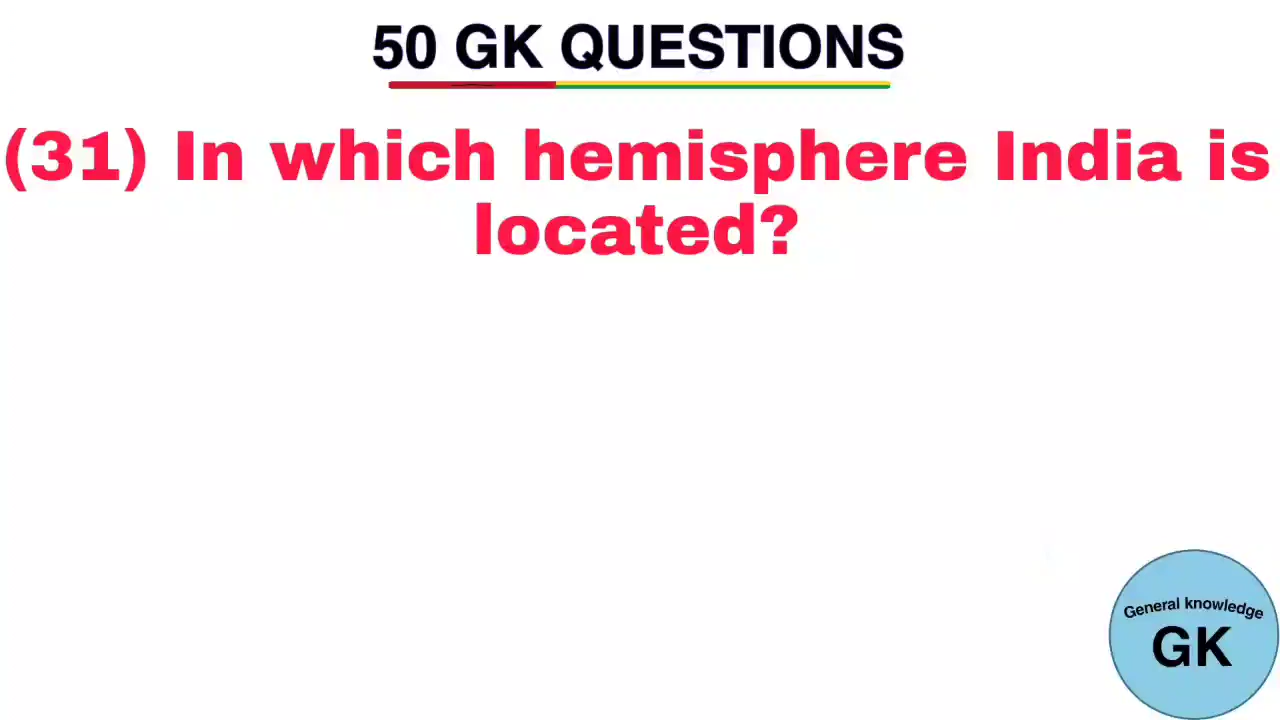 50 GK QUESTIONS
(31) In which hemisphere India is
located?
General knowledge
GK